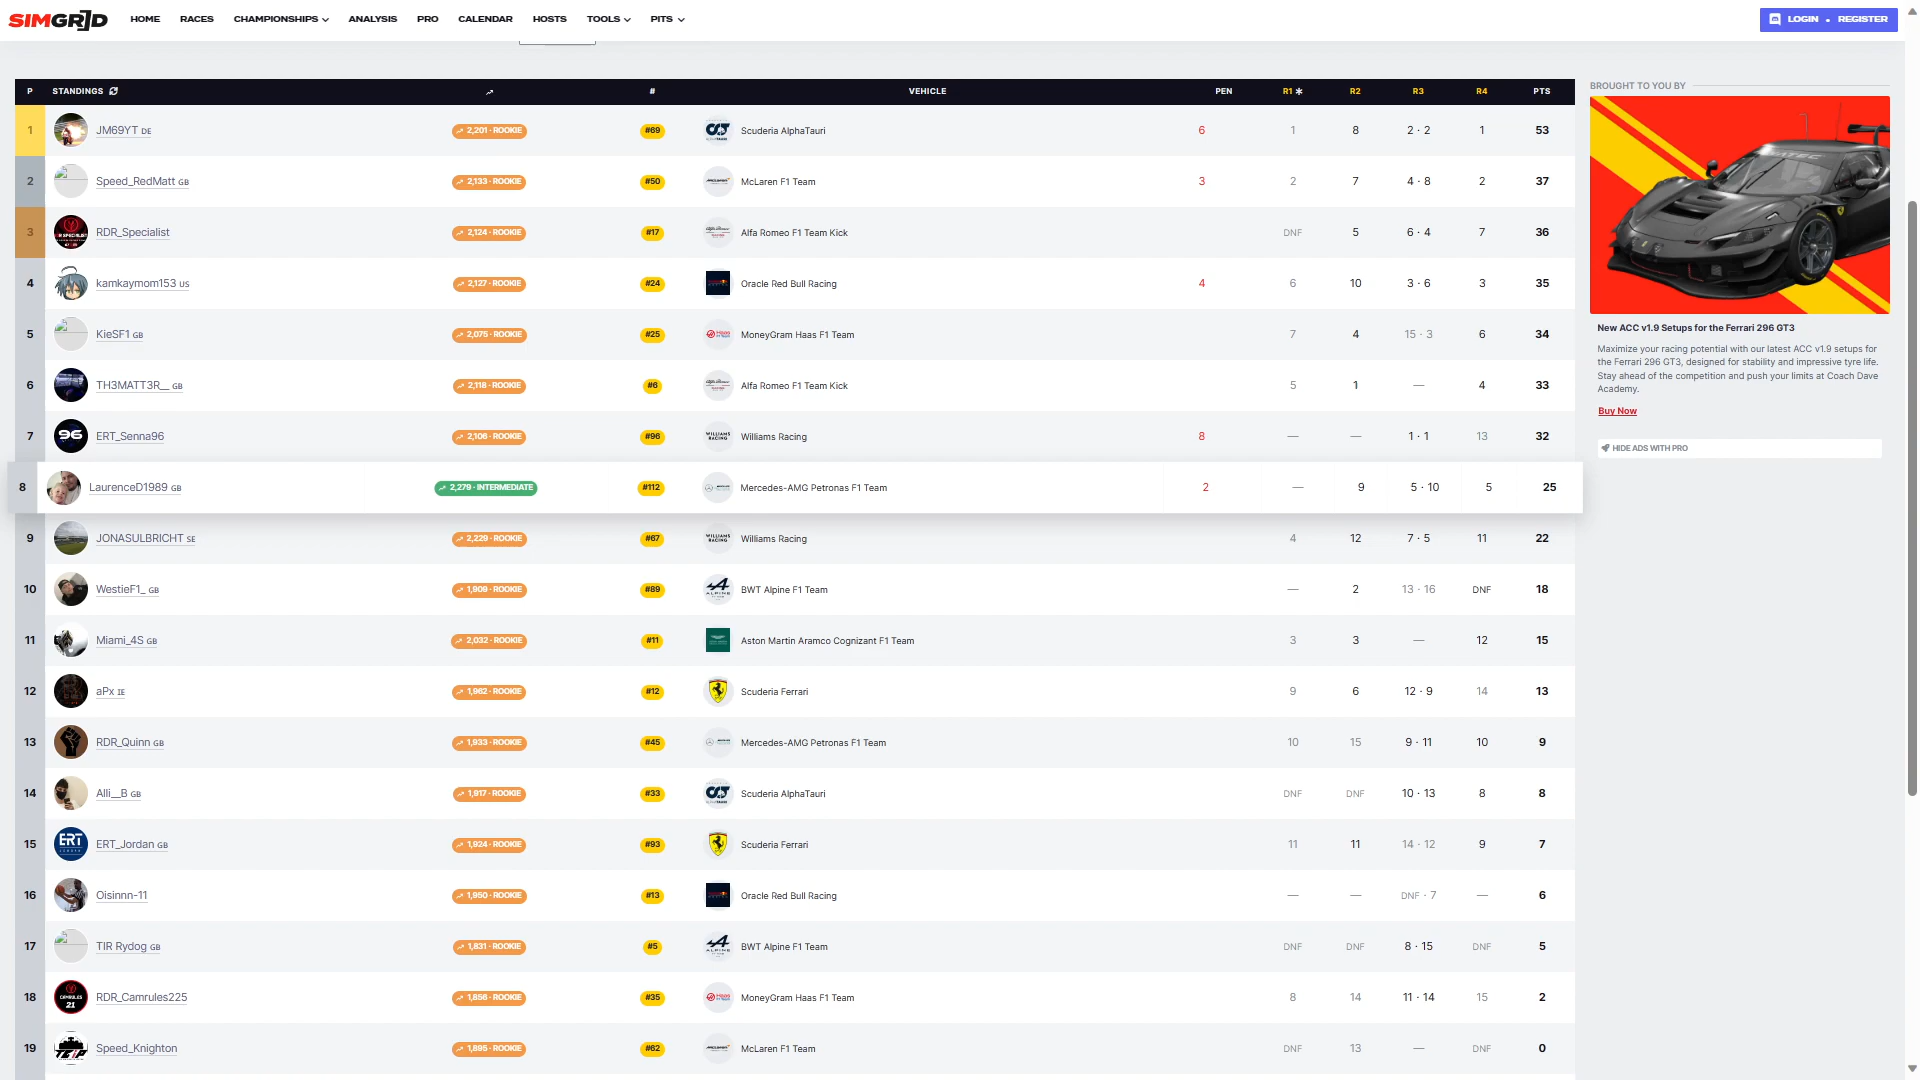 SIMGRID HOME RACES CHAMPIONSHIPS ANALYSIS PRO CALENDAR HOSTS TOOLS PITS LOGIN • REGISTER
P STANDINGS # VEHICLE PEN R1 * R2 R3 R4 PTS
1 JM69YT DE 2,201 · ROOKIE #69 Scuderia AlphaTauri 6 1 8 2 · 2 1 53
2 Speed_RedMatt GB 2,133 · ROOKIE #50 McLaren F1 Team 3 2 7 4 · 8 2 37
3 RDR_Specialist 2,124 · ROOKIE #17 Alfa Romeo F1 Team Kick DNF 5 6 · 4 7 36
4 kamkaymom153 US 2,127 · ROOKIE #24 Oracle Red Bull Racing 4 6 10 3 · 6 3 35
5 KieSF1 GB 2,075 · ROOKIE #25 MoneyGram Haas F1 Team 7 4 15 · 3 6 34
6 TH3MATT3R__ GB 2,118 · ROOKIE #6 Alfa Romeo F1 Team Kick 5 1 — 4 33
7 96 ERT_Senna96 2,106 · ROOKIE #96 WILLIAMS RACING Williams Racing 8 — — 1 · 1 13 32
8 LaurenceD1989 GB 2,279 · INTERMEDIATE #112 Mercedes-AMG Petronas F1 Team 2 — 9 5 · 10 5 25
9 JONASULBRICHT SE 2,229 · ROOKIE #67 WILLIAMS RACING Williams Racing 4 12 7 · 5 11 22
10 WestieF1_ GB 1,909 · ROOKIE #89 ALPINE BWT Alpine F1 Team — 2 13 · 16 DNF 18
11 Miami_4S GB 2,032 · ROOKIE #11 Aston Martin Aramco Cognizant F1 Team 3 3 — 12 15
12 aPx IE 1,962 · ROOKIE #12 Scuderia Ferrari 9 6 12 · 9 14 13
13 RDR_Quinn GB 1,933 · ROOKIE #45 Mercedes-AMG Petronas F1 Team 10 15 9 · 11 10 9
14 Alli__B GB 1,917 · ROOKIE #33 Scuderia AlphaTauri DNF DNF 10 · 13 8 8
15 ERT ERT_Jordan GB 1,924 · ROOKIE #93 Scuderia Ferrari 11 11 14 · 12 9 7
16 Oisinnn-11 1,950 · ROOKIE #13 Oracle Red Bull Racing — — DNF · 7 — 6
17 TIR Rydog GB 1,831 · ROOKIE #5 ALPINE BWT Alpine F1 Team DNF DNF 8 · 15 DNF 5
18 CAMRULES 21 RDR_Camrules225 1,856 · ROOKIE #35 MoneyGram Haas F1 Team 8 14 11 · 14 15 2
19 Speed_Knighton 1,895 · ROOKIE #62 McLaren F1 Team DNF 13 — DNF 0
BROUGHT TO YOU BY
New ACC v1.9 Setups for the Ferrari 296 GT3
Maximize your racing potential with our latest ACC v1.9 setups for
the Ferrari 296 GT3, designed for stability and impressive tyre life.
Stay ahead of the competition and push your limits at Coach Dave
Academy.
Buy Now
HIDE ADS WITH PRO